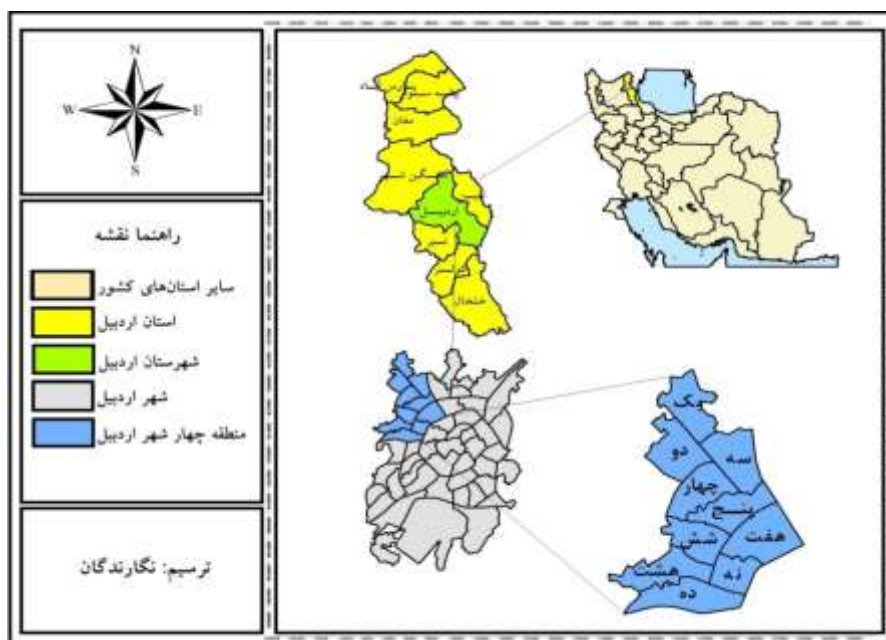 N
W E
S
راهنما نقشه
سایر استان‌های کشور
استان اردبیل
شهرستان اردبیل
شهر اردبیل
منطقه چهار شهر اردبیل
ترسیم: نگارندگان
مغان
اردبیل
خلخال
یک
دو
سه
چهار
پنج
شش
هفت
هشت
نه
ده